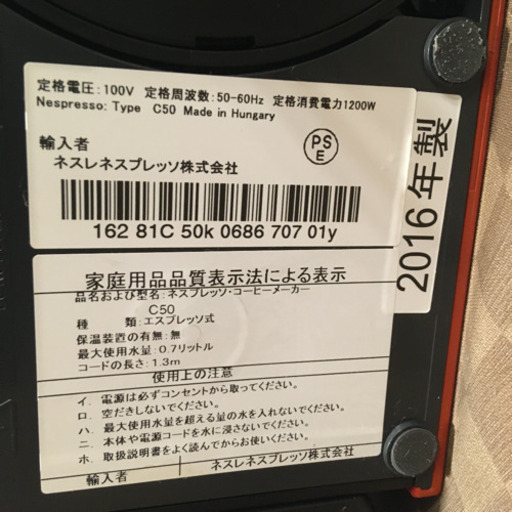 定格電圧:100V 定格周波数:50-60Hz 定格消費電力1200W
Nespresso: Type C50 Made in Hungary
輸入者
ネスレネスプレッソ株式会社
PS
E
162 81C 50k 0686 707 01y
2016年製
家庭用品品質表示法による表示
品名および型名:ネスプレッソ・コーヒーメーカー
C50
種 類:エスプレッソ式
保温装置の有無:無
最大使用水量:0.7リットル
コードの長さ:1.3m
使用上の注意
イ. 電源は必ずコンセントから取ってください。
ロ. 空だきしないでください。
ハ. 最大使用水量を超える量の水を入れないでください。
ニ. 本体や電源コードを水に浸さないでください。
ホ. 取扱説明書をよく読んでからお使いください。
輸入者 ネスレネスプレッソ株式会社